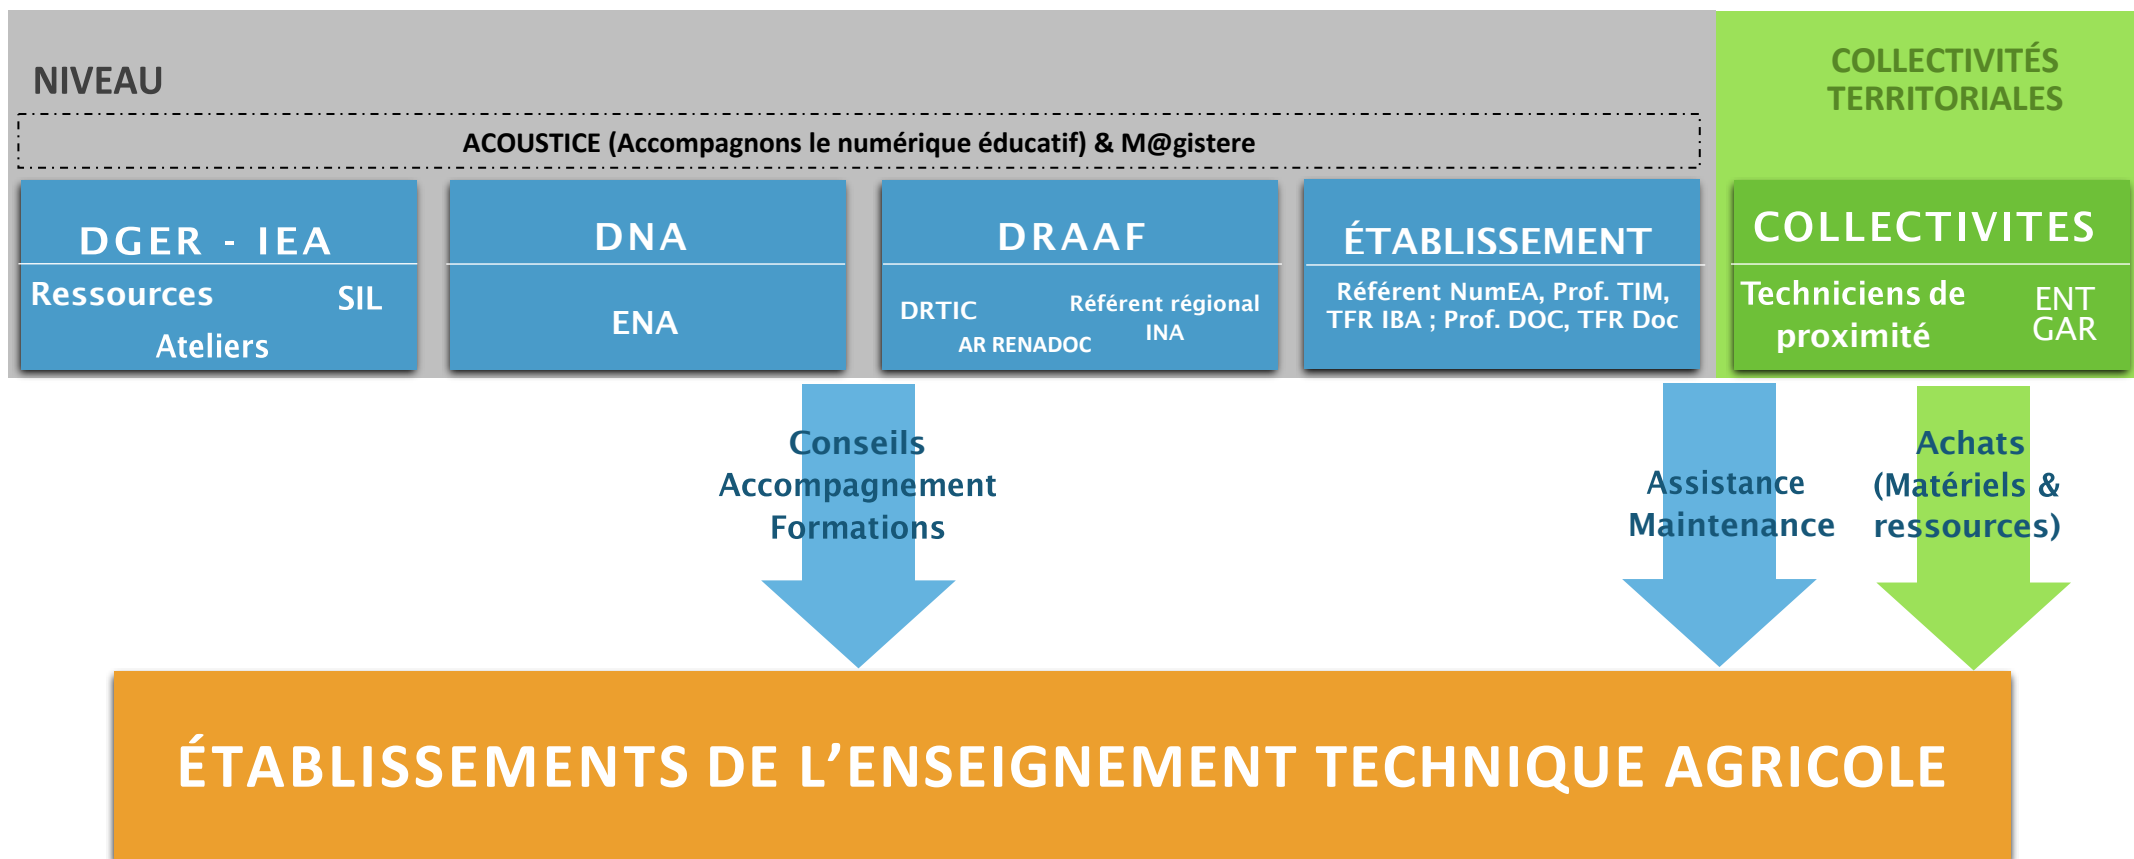 NIVEAU
COLLECTIVITÉS
TERRITORIALES
ACOUSTICE (Accompagnons le numérique éducatif) & M@gistere
DGER - IEA
Ressources
SIL
Ateliers
DNA
ENA
DRAAF
DRTIC
Référent régional
INA
AR RENADOC
ÉTABLISSEMENT
Référent NumEA, Prof. TIM,
TFR IBA ; Prof. DOC, TFR Doc
COLLECTIVITES
Techniciens de
proximité
ENT
GAR
Conseils
Accompagnement
Formations
Assistance
Maintenance
Achats
(Matériels &
ressources)
ÉTABLISSEMENTS DE L’ENSEIGNEMENT TECHNIQUE AGRICOLE